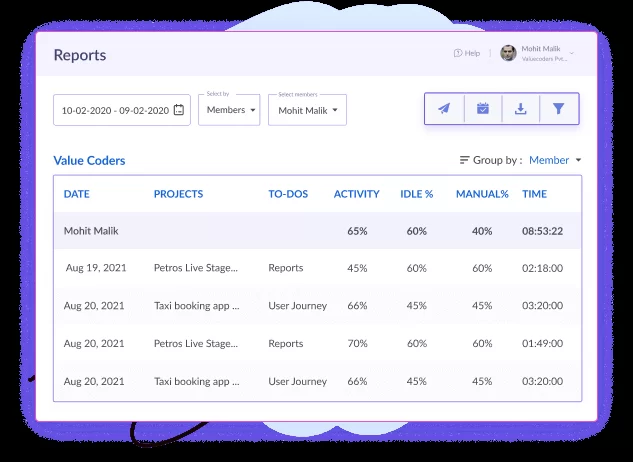 Reports
Help
Mohit Malik
Valuecoders Pvt...
Select by
Select members
10-02-2020 - 09-02-2020
Members
Mohit Malik
Value Coders
Group by : Member
DATE PROJECTS TO-DOS ACTIVITY IDLE % MANUAL% TIME
Mohit Malik 65% 60% 40% 08:53:22
Aug 19, 2021 Petros Live Stage... Reports 45% 60% 60% 02:18:00
Aug 20, 2021 Taxi booking app ... User Journey 66% 45% 45% 03:20:00
Aug 20, 2021 Petros Live Stage... Reports 70% 60% 60% 01:49:00
Aug 20, 2021 Taxi booking app ... User Journey 66% 45% 45% 03:20:00